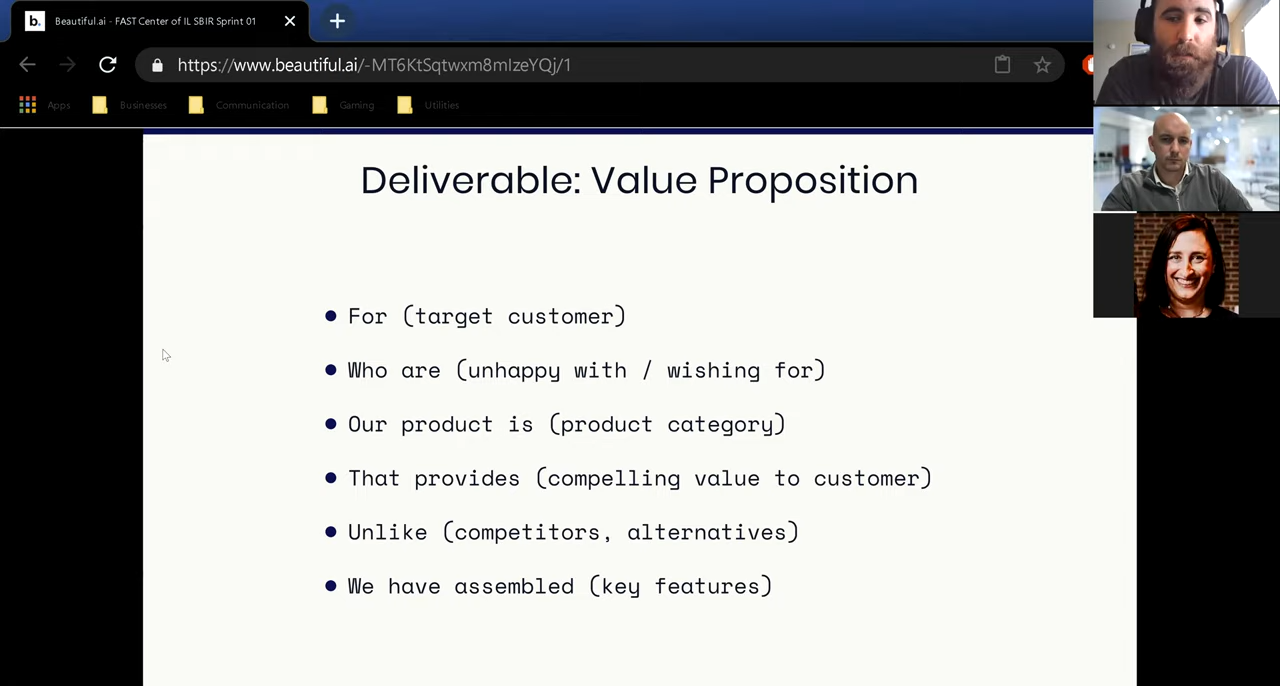 b. Beautiful.ai - FAST Center of IL SBIR Sprint 01
https://www.beautiful.ai/-MT6KtSqtwxm8mIzeYQj/1
Apps Businesses Communication Gaming Utilities
Deliverable: Value Proposition
● For (target customer)
● Who are (unhappy with / wishing for)
● Our product is (product category)
● That provides (compelling value to customer)
● Unlike (competitors, alternatives)
● We have assembled (key features)